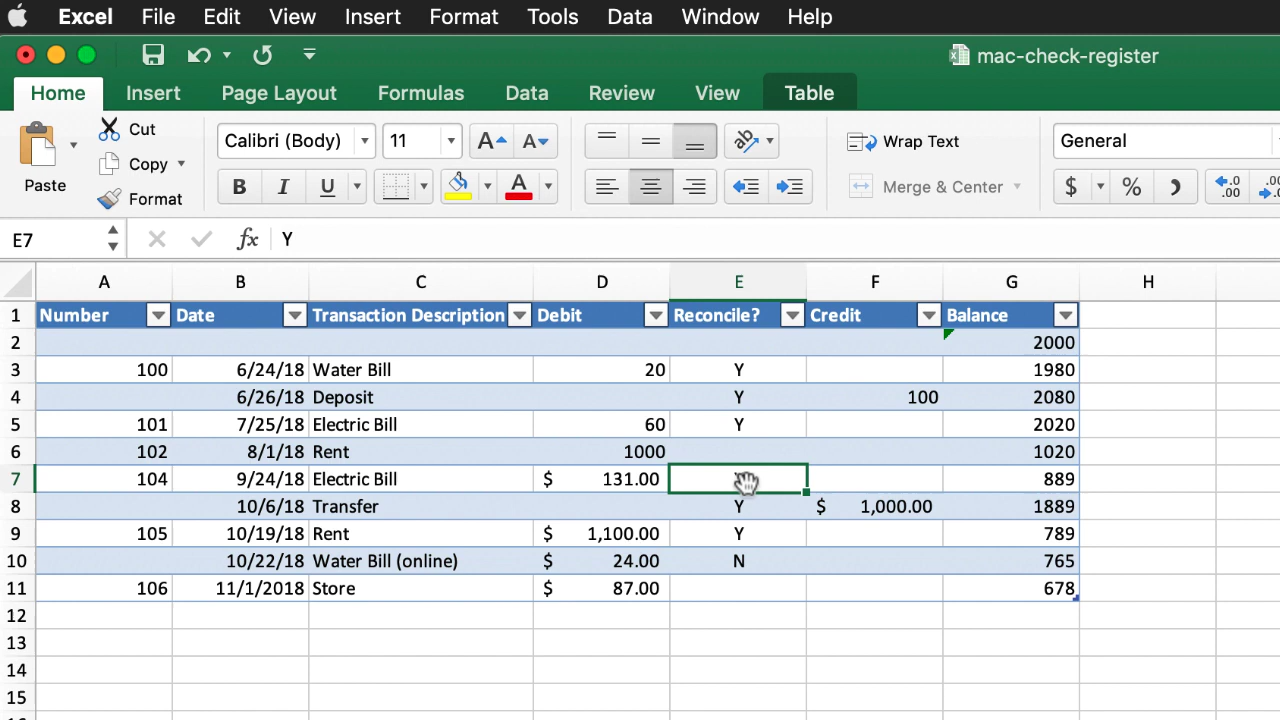 Excel File Edit View Insert Format Tools Data Window Help
mac-check-register
Home Insert Page Layout Formulas Data Review View Table
Paste Cut Copy Format
Calibri (Body) 11 A A Wrap Text General
B I U A Merge & Center $ % .0 .00
E7 fx Y
A B C D E F G H
1 Number Date Transaction Description Debit Reconcile? Credit Balance
2 2000
3 100 6/24/18 Water Bill 20 Y 1980
4 6/26/18 Deposit Y 100 2080
5 101 7/25/18 Electric Bill 60 Y 2020
6 102 8/1/18 Rent 1000 1020
7 104 9/24/18 Electric Bill $ 131.00 889
8 10/6/18 Transfer Y $ 1,000.00 1889
9 105 10/19/18 Rent $ 1,100.00 Y 789
10 10/22/18 Water Bill (online) $ 24.00 N 765
11 106 11/1/2018 Store $ 87.00 678
12
13
14
15